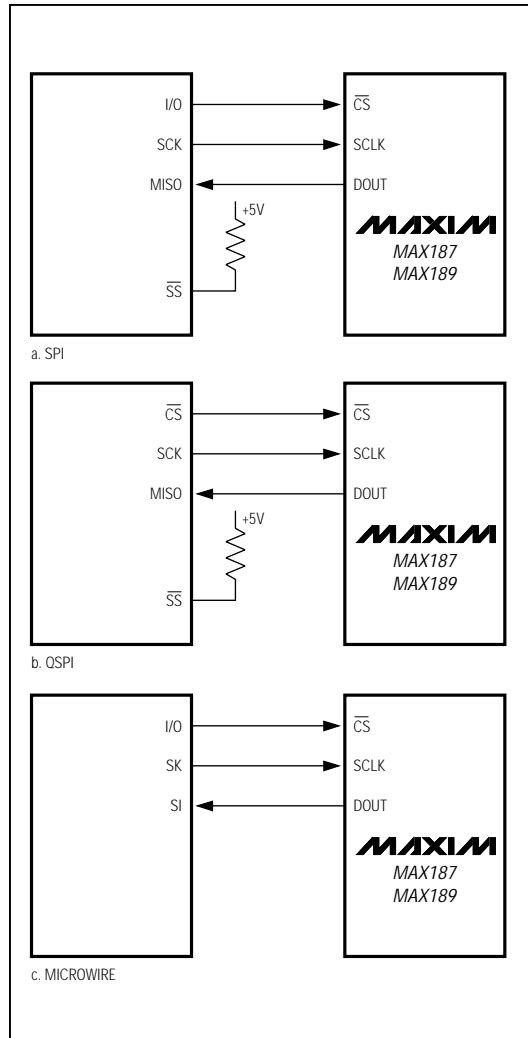 I/O CS
SCK SCLK
MISO DOUT
+5V
MAXIM
MAX187
MAX189
SS
a. SPI
CS CS
SCK SCLK
MISO DOUT
+5V
MAXIM
MAX187
MAX189
SS
b. QSPI
I/O CS
SK SCLK
SI DOUT
MAXIM
MAX187
MAX189
c. MICROWIRE